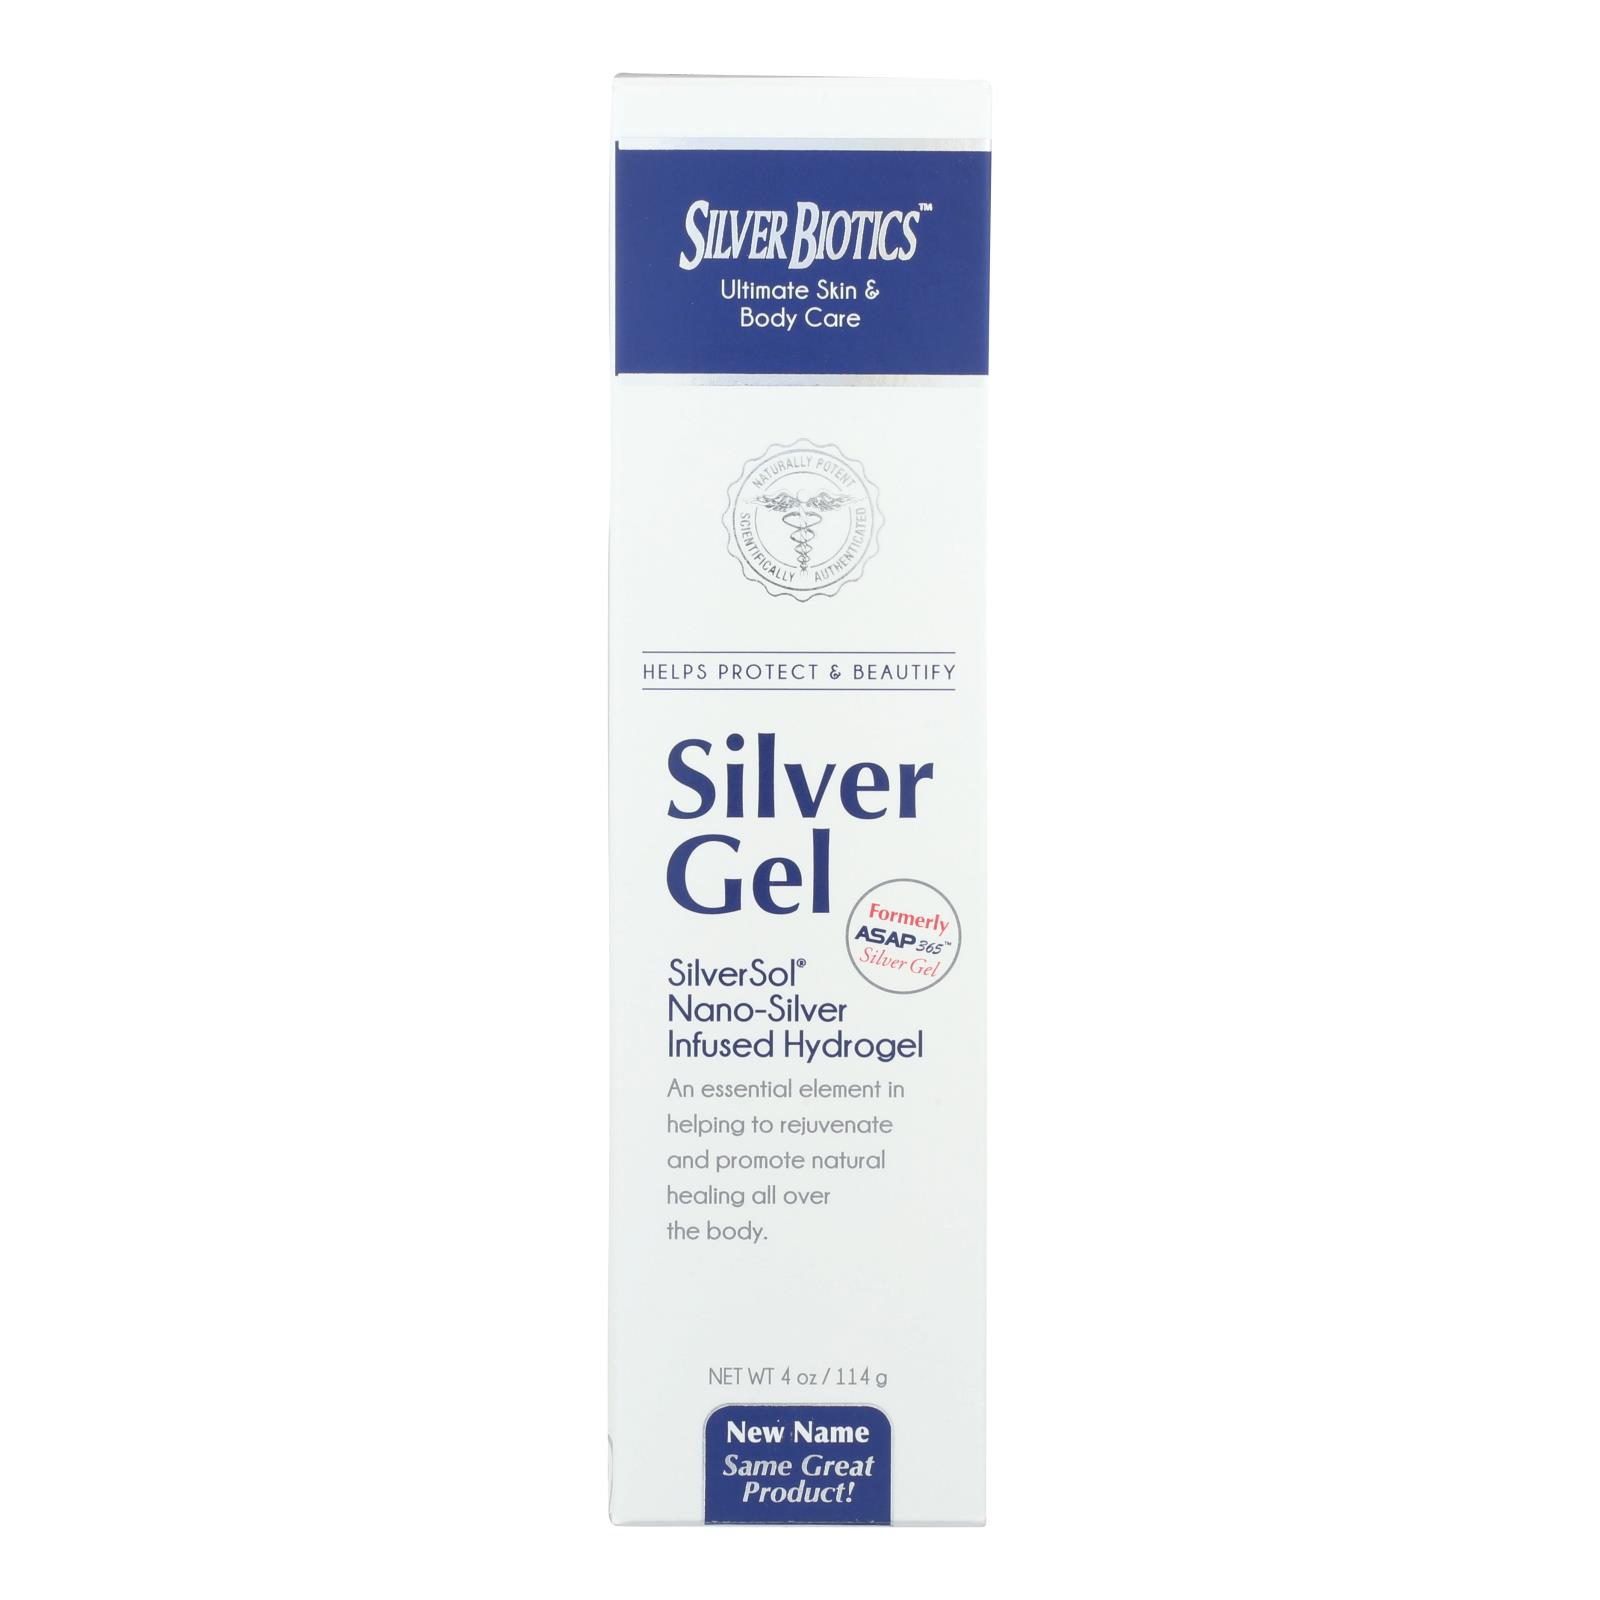 SILVER BIOTICS™
Ultimate Skin &
Body Care
NATURALLY POTENT
SCIENTIFICALLY AUTHENTICATED
HELPS PROTECT & BEAUTIFY
Silver
Gel
Formerly
ASAP 365™
Silver Gel
SilverSol®
Nano-Silver
Infused Hydrogel
An essential element in
helping to rejuvenate
and promote natural
healing all over
the body.
NET WT 4 oz / 114 g
New Name
Same Great
Product!